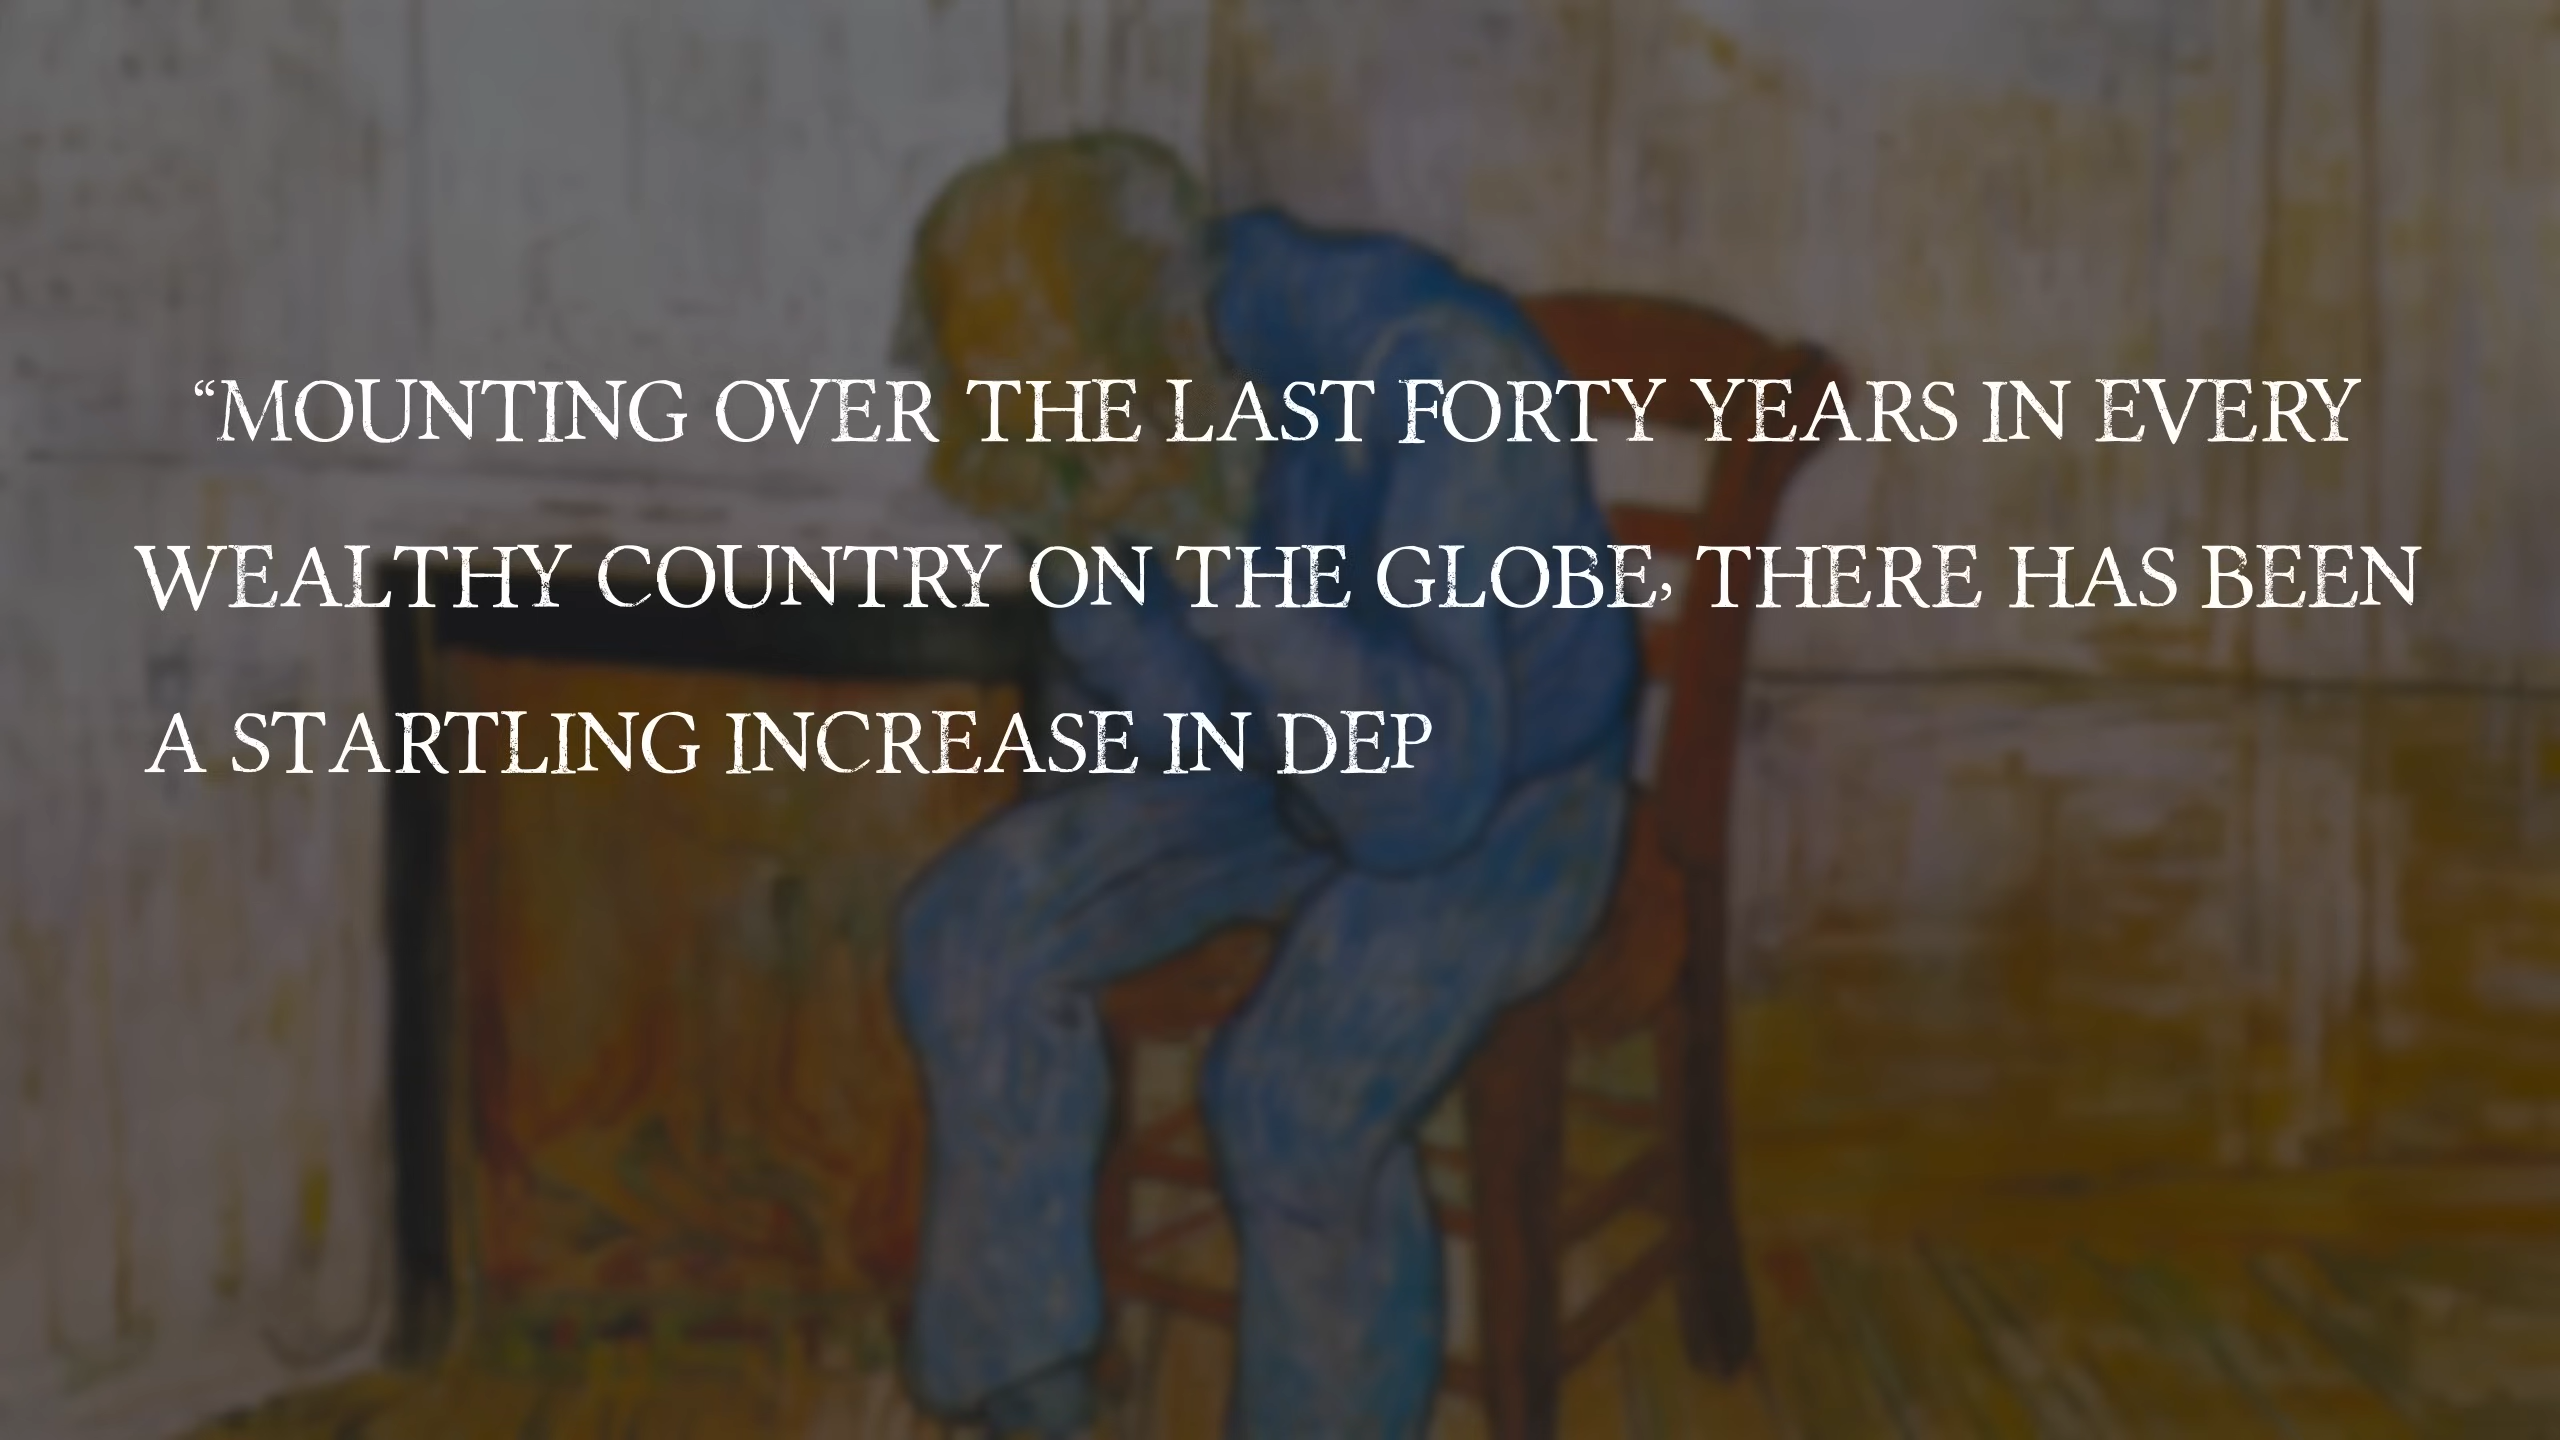 “MOUNTING OVER THE LAST FORTY YEARS IN EVERY
WEALTHY COUNTRY ON THE GLOBE, THERE HAS BEEN
A STARTLING INCREASE IN DEP